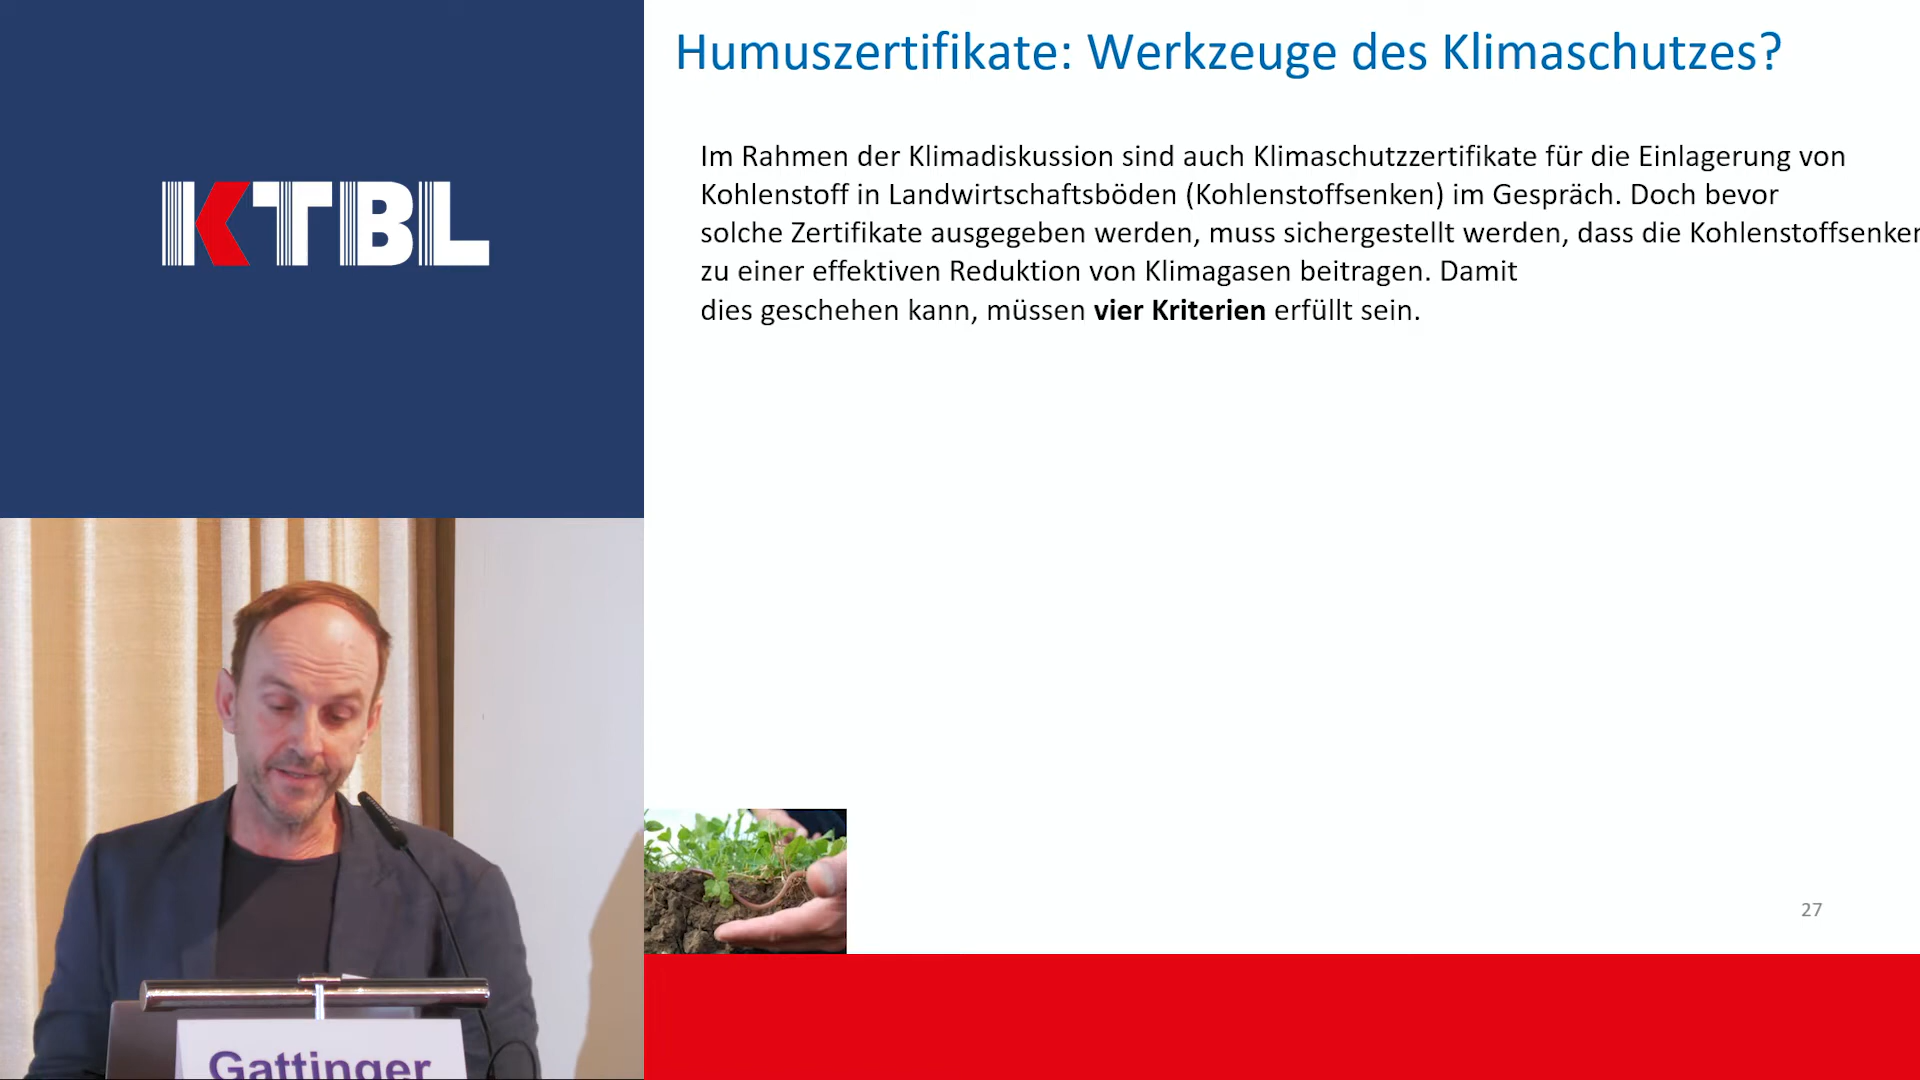 KTBL
Humuszertifikate: Werkzeuge des Klimaschutzes?
Im Rahmen der Klimadiskussion sind auch Klimaschutzzertifikate für die Einlagerung von
Kohlenstoff in Landwirtschaftsböden (Kohlenstoffsenken) im Gespräch. Doch bevor
solche Zertifikate ausgegeben werden, muss sichergestellt werden, dass die Kohlenstoffsenken
zu einer effektiven Reduktion von Klimagasen beitragen. Damit
dies geschehen kann, müssen vier Kriterien erfüllt sein.
27
Gattinger